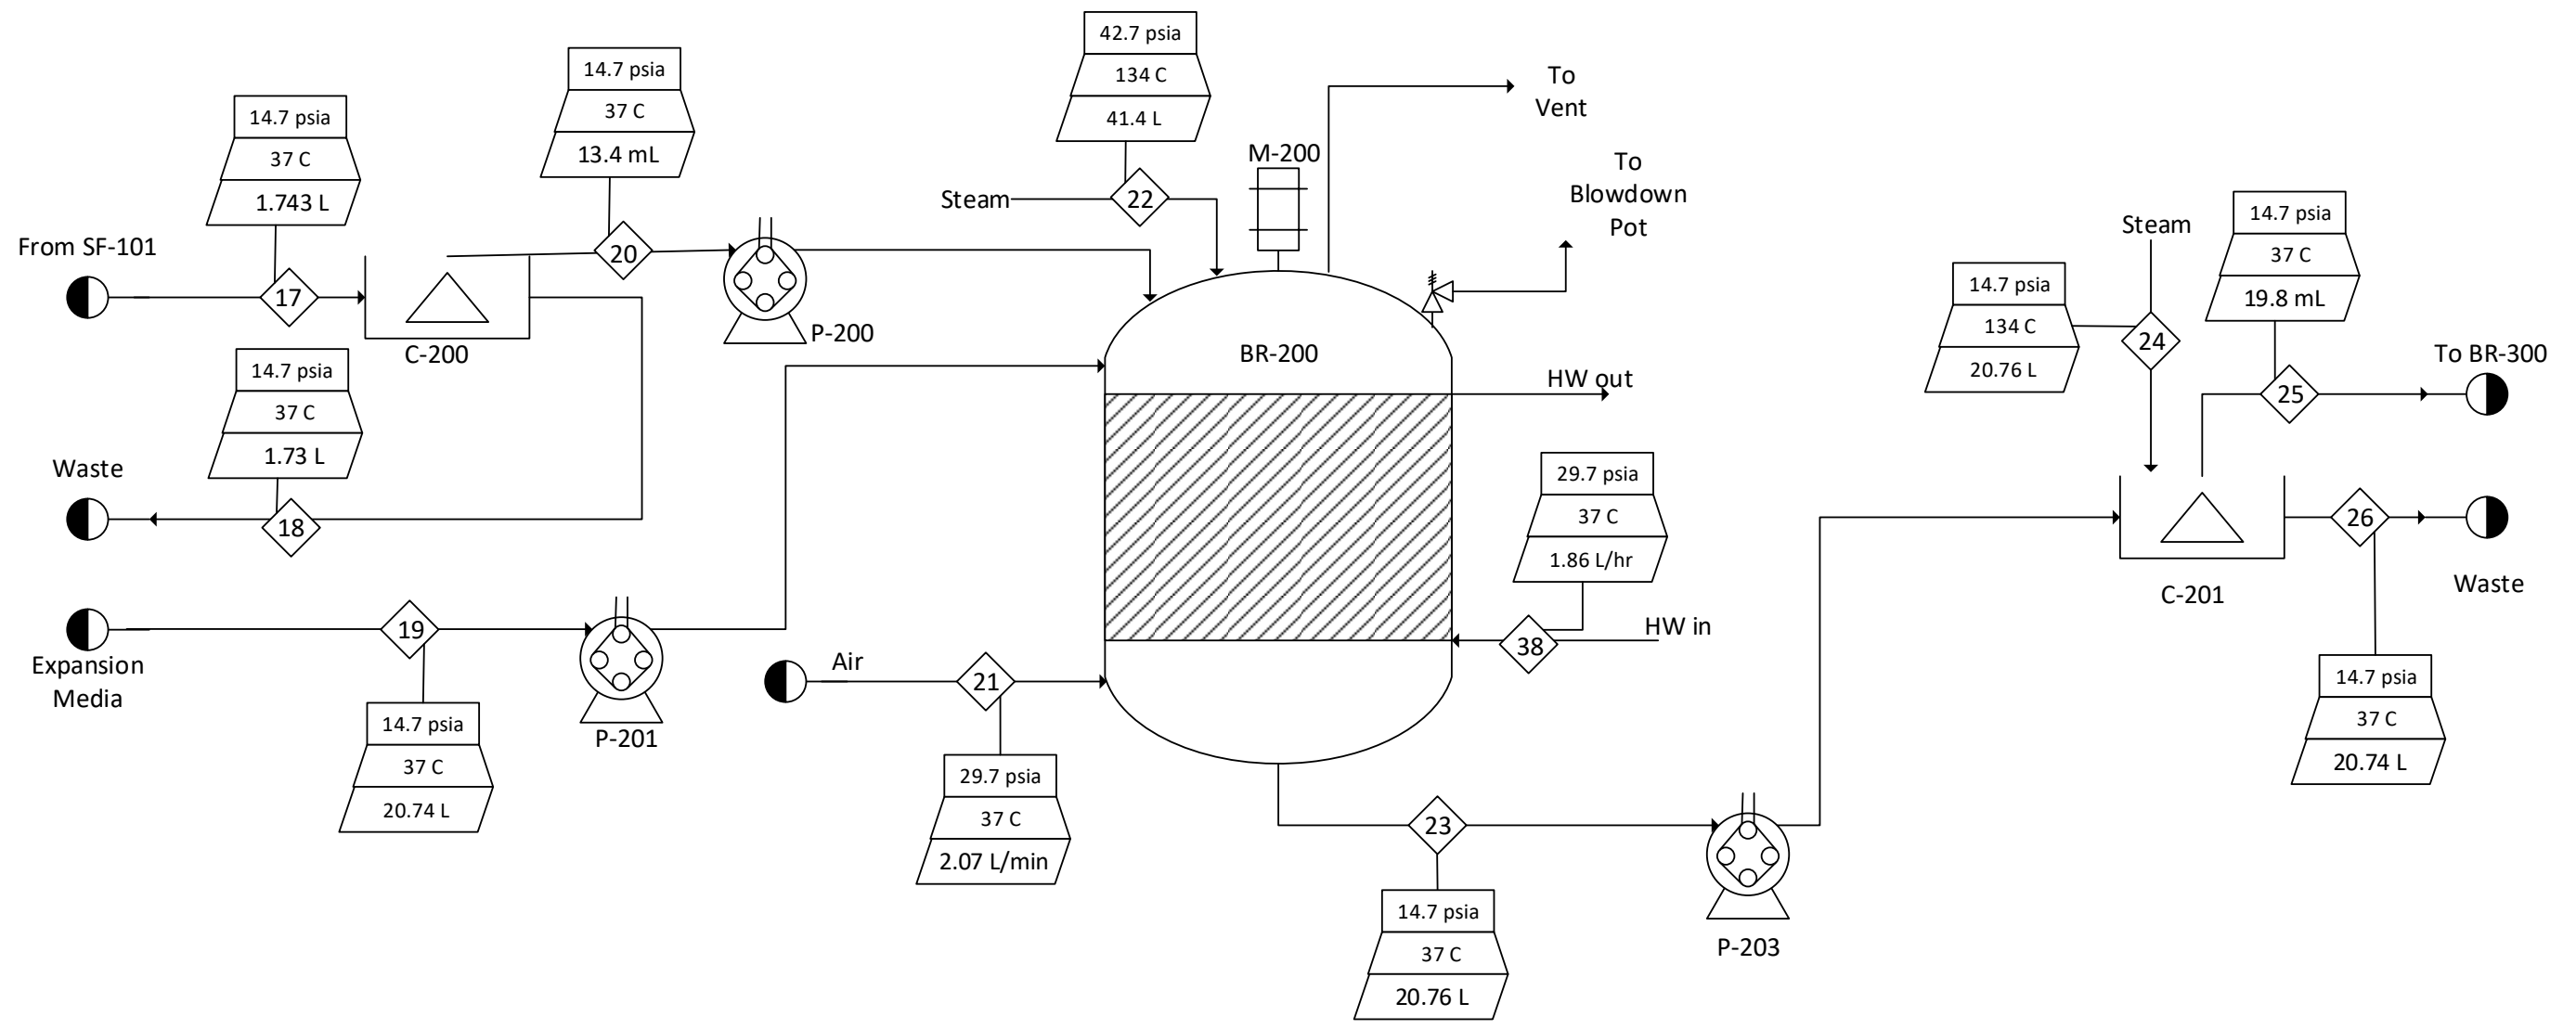 42.7 psia
134 C
41.4 L
14.7 psia
37 C
13.4 mL
To
Vent
14.7 psia
37 C
1.743 L
M-200
To
Blowdown
Pot
Steam
22
14.7 psia
37 C
19.8 mL
Steam
From SF-101
17
20
P-200
C-200
14.7 psia
134 C
20.76 L
24
BR-200
HW out
25
To BR-300
14.7 psia
37 C
1.73 L
Waste
18
29.7 psia
37 C
1.86 L/hr
26
Waste
C-201
Expansion
Media
19
P-201
Air
21
38
HW in
14.7 psia
37 C
20.74 L
14.7 psia
37 C
20.74 L
29.7 psia
37 C
2.07 L/min
23
P-203
14.7 psia
37 C
20.76 L